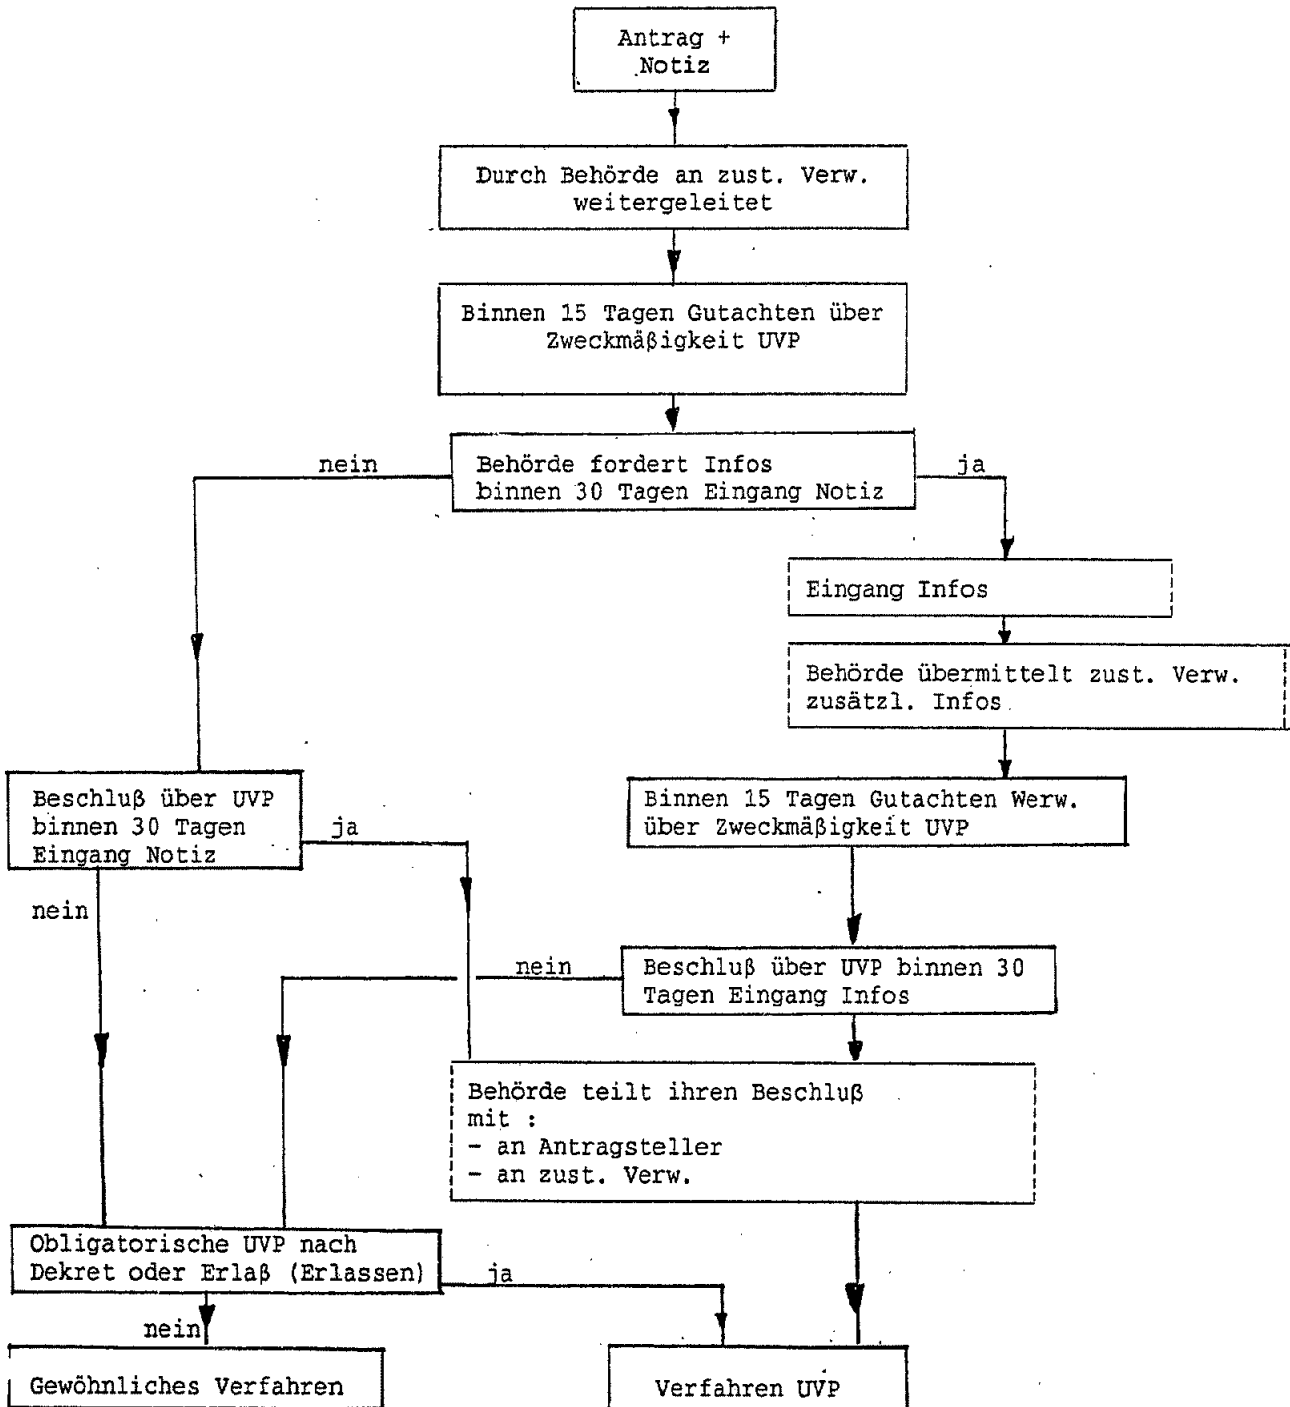 Antrag +
Notiz
Durch Behörde an zust. Verw.
weitergeleitet
Binnen 15 Tagen Gutachten über
Zweckmäßigkeit UVP
nein
Behörde fordert Infos
binnen 30 Tagen Eingang Notiz
ja
Eingang Infos
Behörde übermittelt zust. Verw.
zusätzl. Infos
Beschluß über UVP
binnen 30 Tagen
Eingang Notiz
ja
Binnen 15 Tagen Gutachten Werw.
über Zweckmäßigkeit UVP
nein
nein
Beschluß über UVP binnen 30
Tagen Eingang Infos
Behörde teilt ihren Beschluß
mit :
- an Antragsteller
- an zust. Verw.
Obligatorische UVP nach
Dekret oder Erlaß (Erlassen)
ja
nein
Gewöhnliches Verfahren
Verfahren UVP